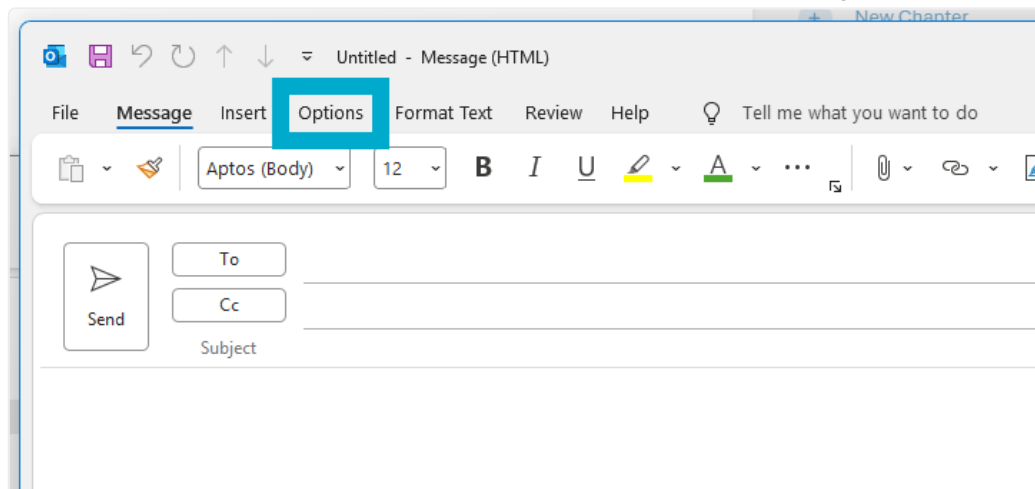 New Chapter
Untitled - Message (HTML)
File Message Insert Options Format Text Review Help Tell me what you want to do
Aptos (Body) 12 B I U A
To
Send
Cc
Subject